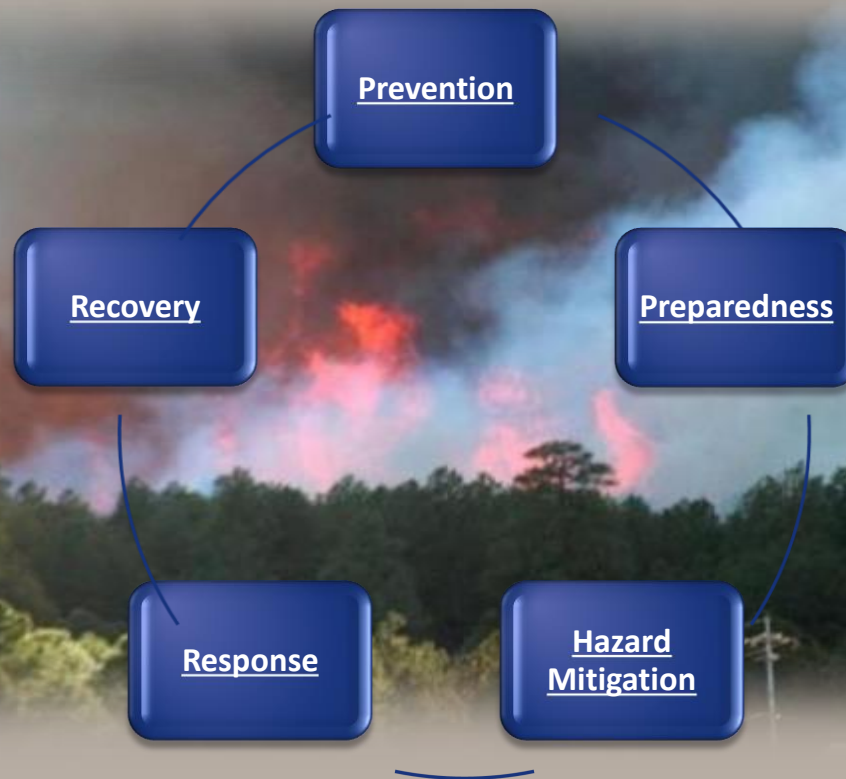 Prevention
Preparedness
Hazard
Mitigation
Response
Recovery